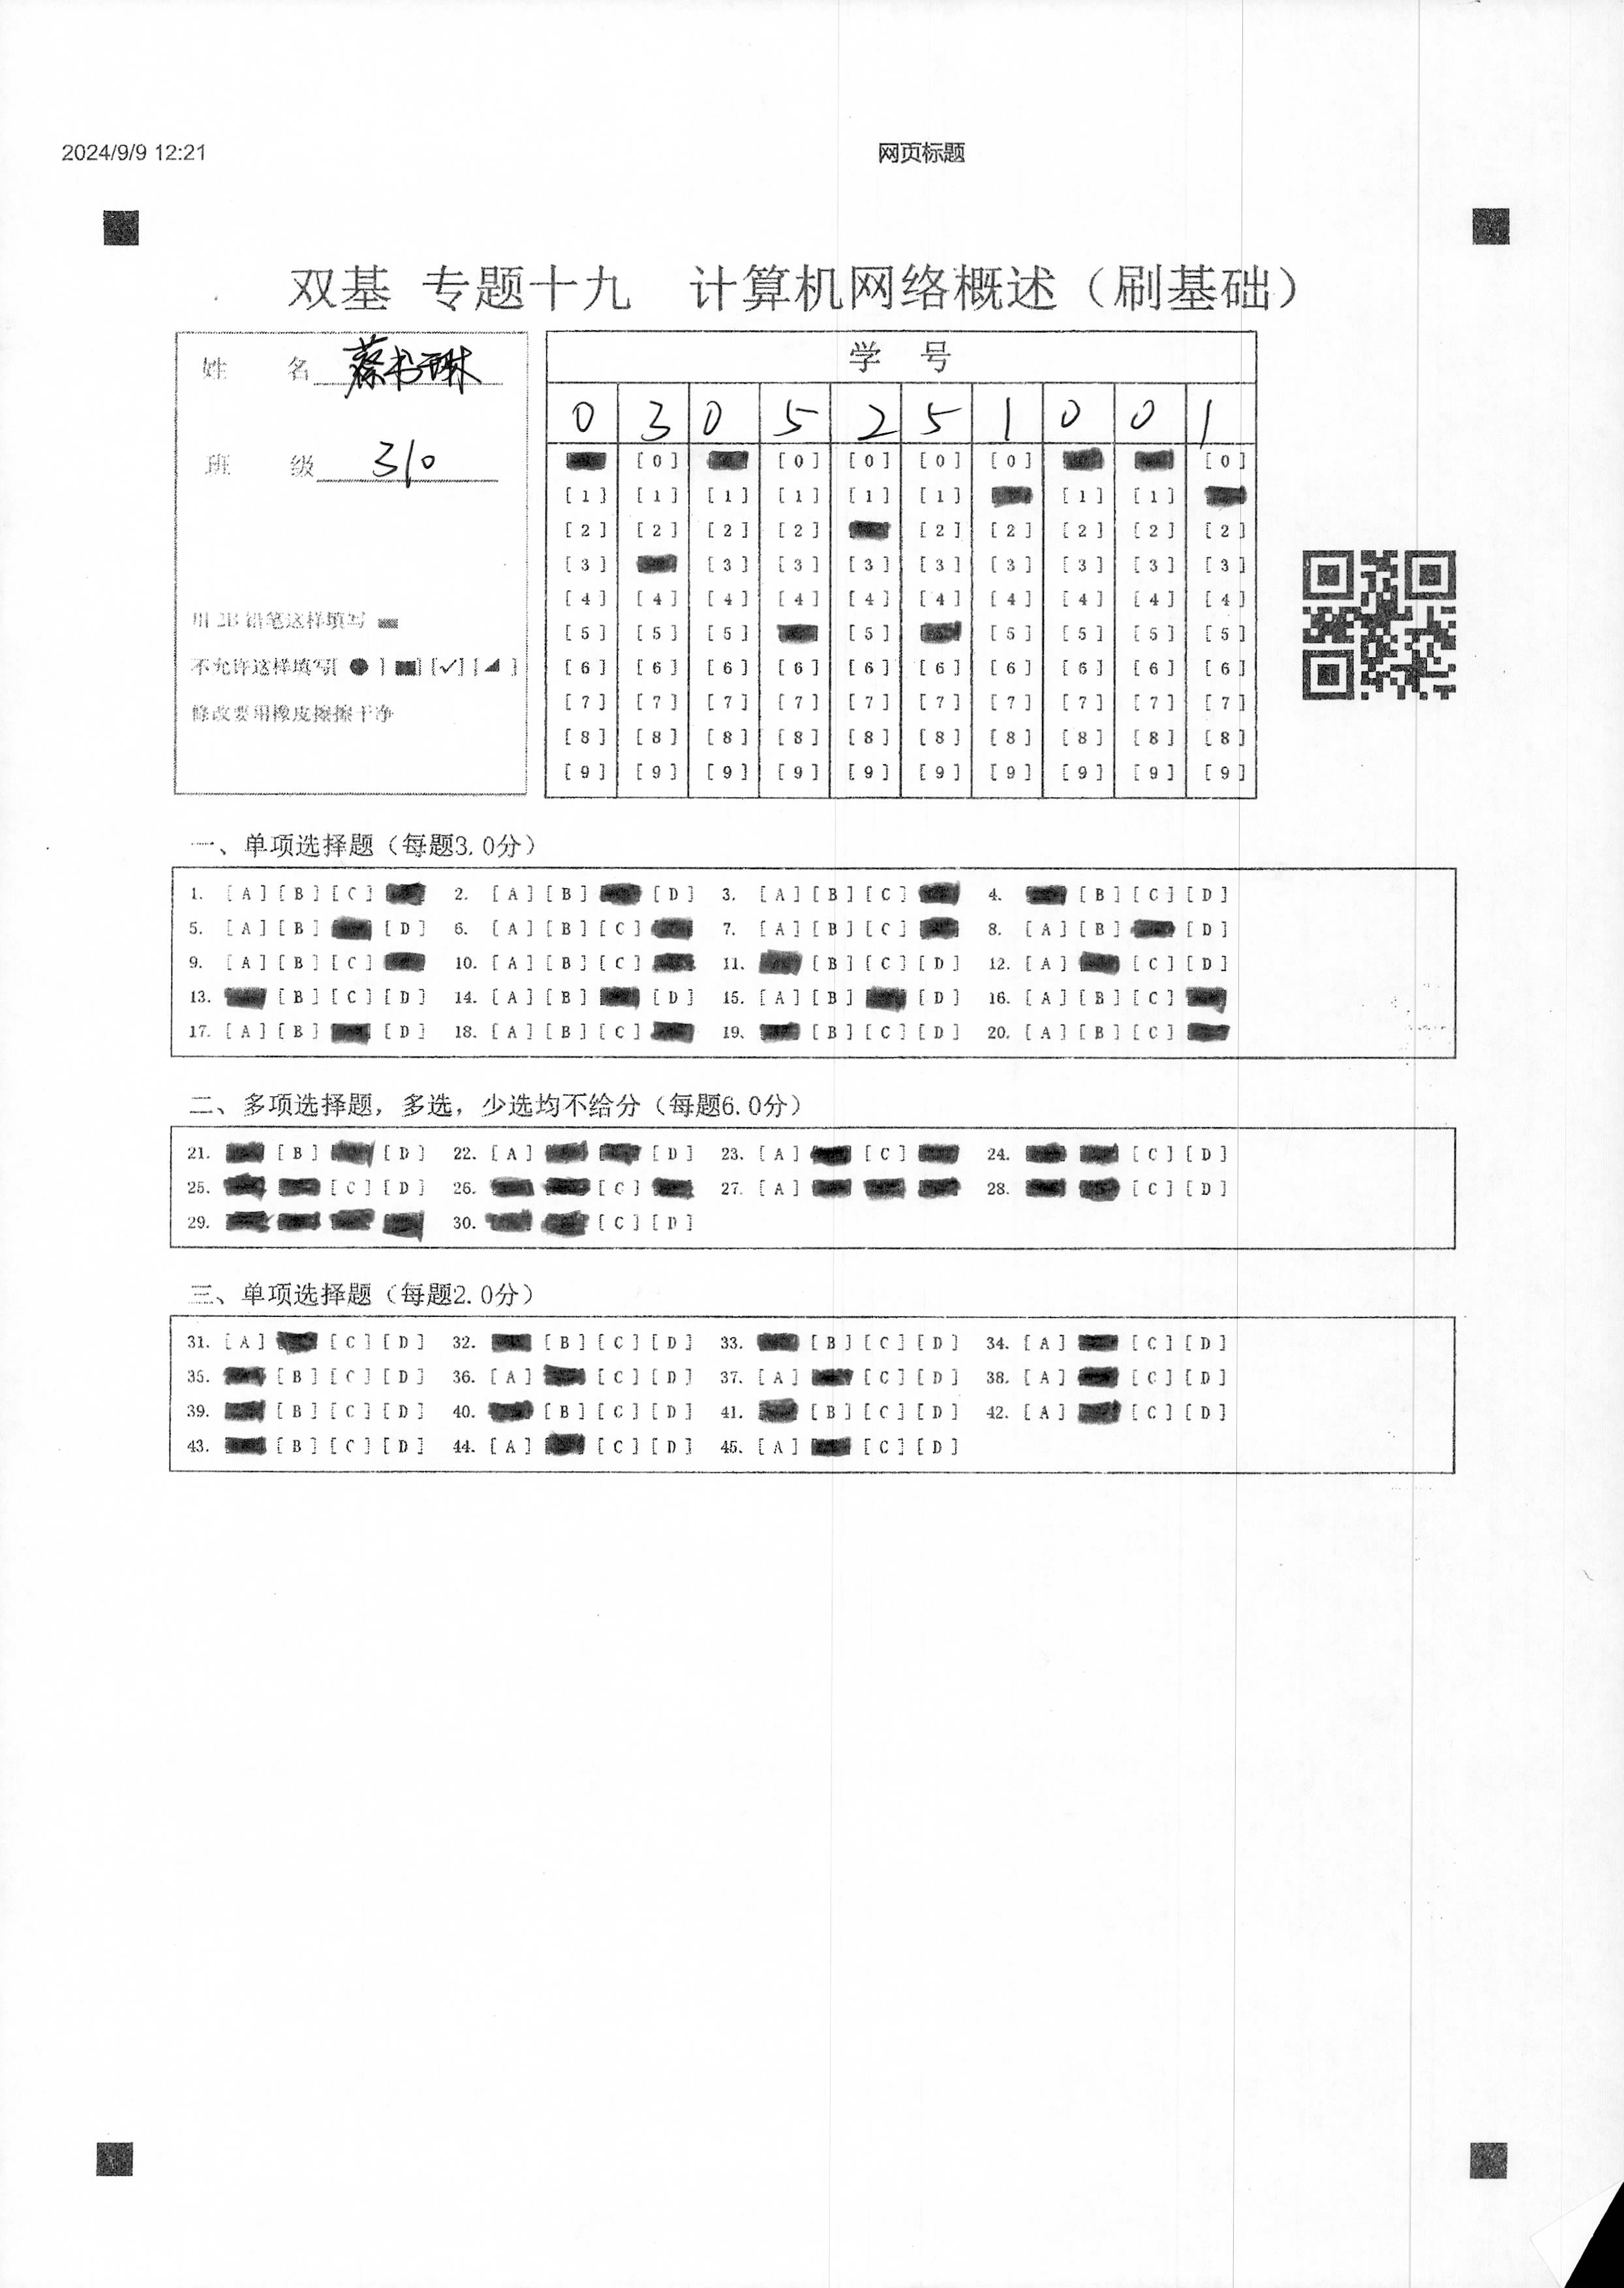 2024/9/9 12:21 网页标题
双基 专题十九 计算机网络概述（刷基础）
姓 名
班 级 310
用 2B 铅笔这样填写
不允许这样填写[ ● ] [■] [✓] [◢ ]
修改要用橡皮擦擦干净
学 号
0 3 0 5 2 5 1 0 0 1
[0] [0] [0] [0] [0] [0]
[1] [1] [1] [1] [1] [1] [1] [1]
[2] [2] [2] [2] [2] [2] [2] [2] [2]
[3] [3] [3] [3] [3] [3] [3] [3] [3]
[4] [4] [4] [4] [4] [4] [4] [4] [4] [4]
[5] [5] [5] [5] [5] [5] [5] [5]
[6] [6] [6] [6] [6] [6] [6] [6] [6] [6]
[7] [7] [7] [7] [7] [7] [7] [7] [7] [7]
[8] [8] [8] [8] [8] [8] [8] [8] [8] [8]
[9] [9] [9] [9] [9] [9] [9] [9] [9] [9]
一、单项选择题（每题3.0分）
1. [A] [B] [C] 2. [A] [B] [D] 3. [A] [B] [C] 4. [B] [C] [D]
5. [A] [B] [D] 6. [A] [B] [C] 7. [A] [B] [C] 8. [A] [B] [D]
9. [A] [B] [C] 10. [A] [B] [C] 11. [B] [C] [D] 12. [A] [C] [D]
13. [B] [C] [D] 14. [A] [B] [D] 15. [A] [B] [D] 16. [A] [B] [C]
17. [A] [B] [D] 18. [A] [B] [C] 19. [B] [C] [D] 20. [A] [B] [C]
二、多项选择题，多选，少选均不给分（每题6.0分）
21. [B] [D] 22. [A] [D] 23. [A] [C] 24. [C] [D]
25. [C] [D] 26. [C] 27. [A] 28. [C] [D]
29. 30. [C] [D]
三、单项选择题（每题2.0分）
31. [A] [C] [D] 32. [B] [C] [D] 33. [B] [C] [D] 34. [A] [C] [D]
35. [B] [C] [D] 36. [A] [C] [D] 37. [A] [C] [D] 38. [A] [C] [D]
39. [B] [C] [D] 40. [B] [C] [D] 41. [B] [C] [D] 42. [A] [C] [D]
43. [B] [C] [D] 44. [A] [C] [D] 45. [A] [C] [D]